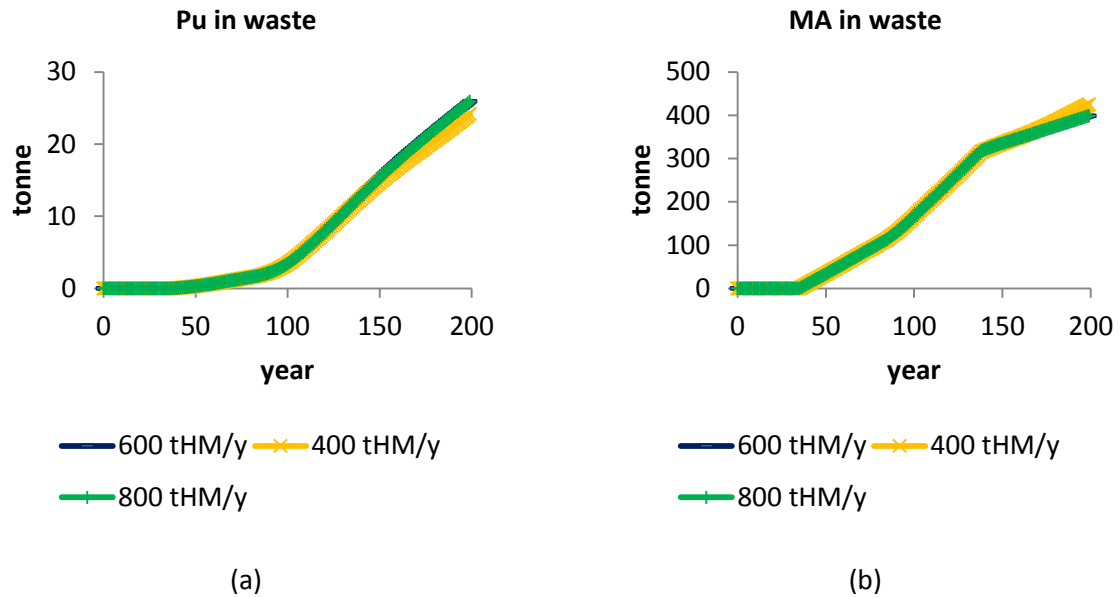 Pu in waste
30
20
10
0
tonne
0 50 100 150 200
year
600 tHM/y 400 tHM/y
800 tHM/y
(a)
MA in waste
500
400
300
200
100
0
tonne
0 50 100 150 200
year
600 tHM/y 400 tHM/y
800 tHM/y
(b)